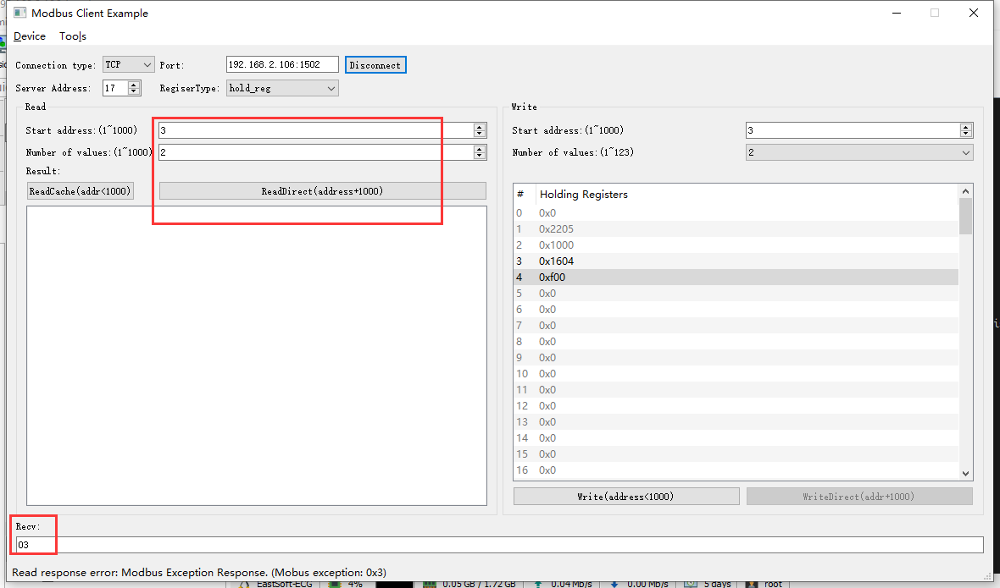 Modbus Client Example
Device Tools
Connection type: TCP Port: 192.168.2.106:1502 Disconnect
Server Address: 17 RegiserType: hold_reg
Read
Start address:(1~1000) 3
Number of values:(1~1000) 2
Result:
ReadCache(addr<1000) ReadDirect(address+1000)
Write
Start address:(1~1000) 3
Number of values:(1~123) 2
# Holding Registers
0 0x0
1 0x2205
2 0x1000
3 0x1604
4 0xf00
5 0x0
6 0x0
7 0x0
8 0x0
9 0x0
10 0x0
11 0x0
12 0x0
13 0x0
14 0x0
15 0x0
16 0x0
Write(address<1000) WriteDirect(addr+1000)
Recv:
03
Read response error: Modbus Exception Response. (Mobus exception: 0x3)
EastSoft-ECG 4% 0.05 GB / 1.72 GB 0.04 Mb/s 0.00 Mb/s 5 days root